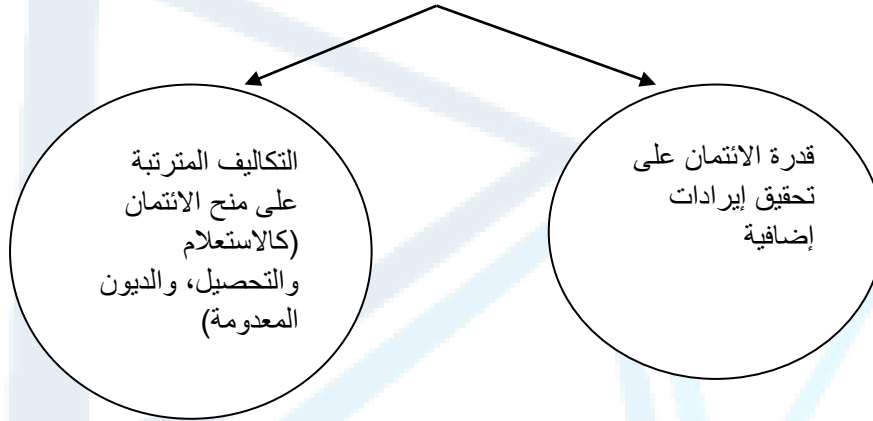 قدرة الائتمان على
تحقيق إيرادات
إضافية
التكاليف المترتبة
على منح الائتمان
(كالاستعلام
والتحصيل، والديون
المعدومة)